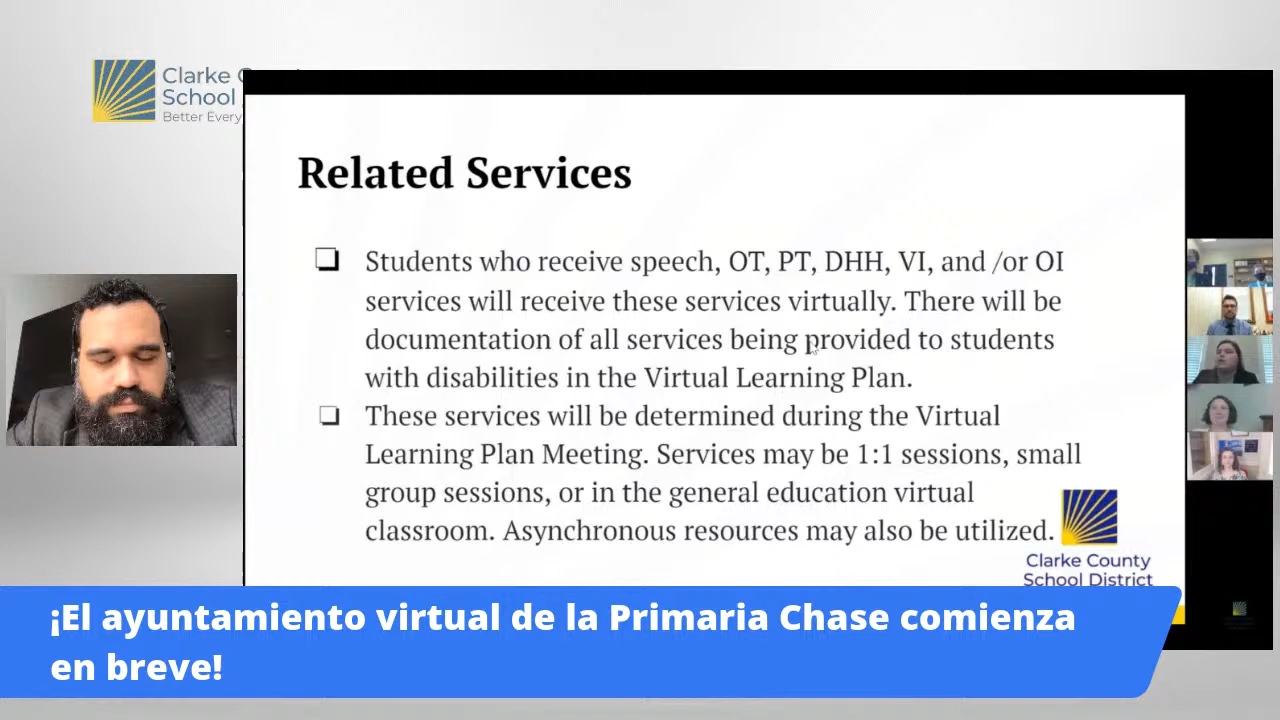 Clarke C
School
Better Every
Related Services
Students who receive speech, OT, PT, DHH, VI, and /or OI
services will receive these services virtually. There will be
documentation of all services being provided to students
with disabilities in the Virtual Learning Plan.
These services will be determined during the Virtual
Learning Plan Meeting. Services may be 1:1 sessions, small
group sessions, or in the general education virtual
classroom. Asynchronous resources may also be utilized.
Clarke County
School District
¡El ayuntamiento virtual de la Primaria Chase comienza
en breve!